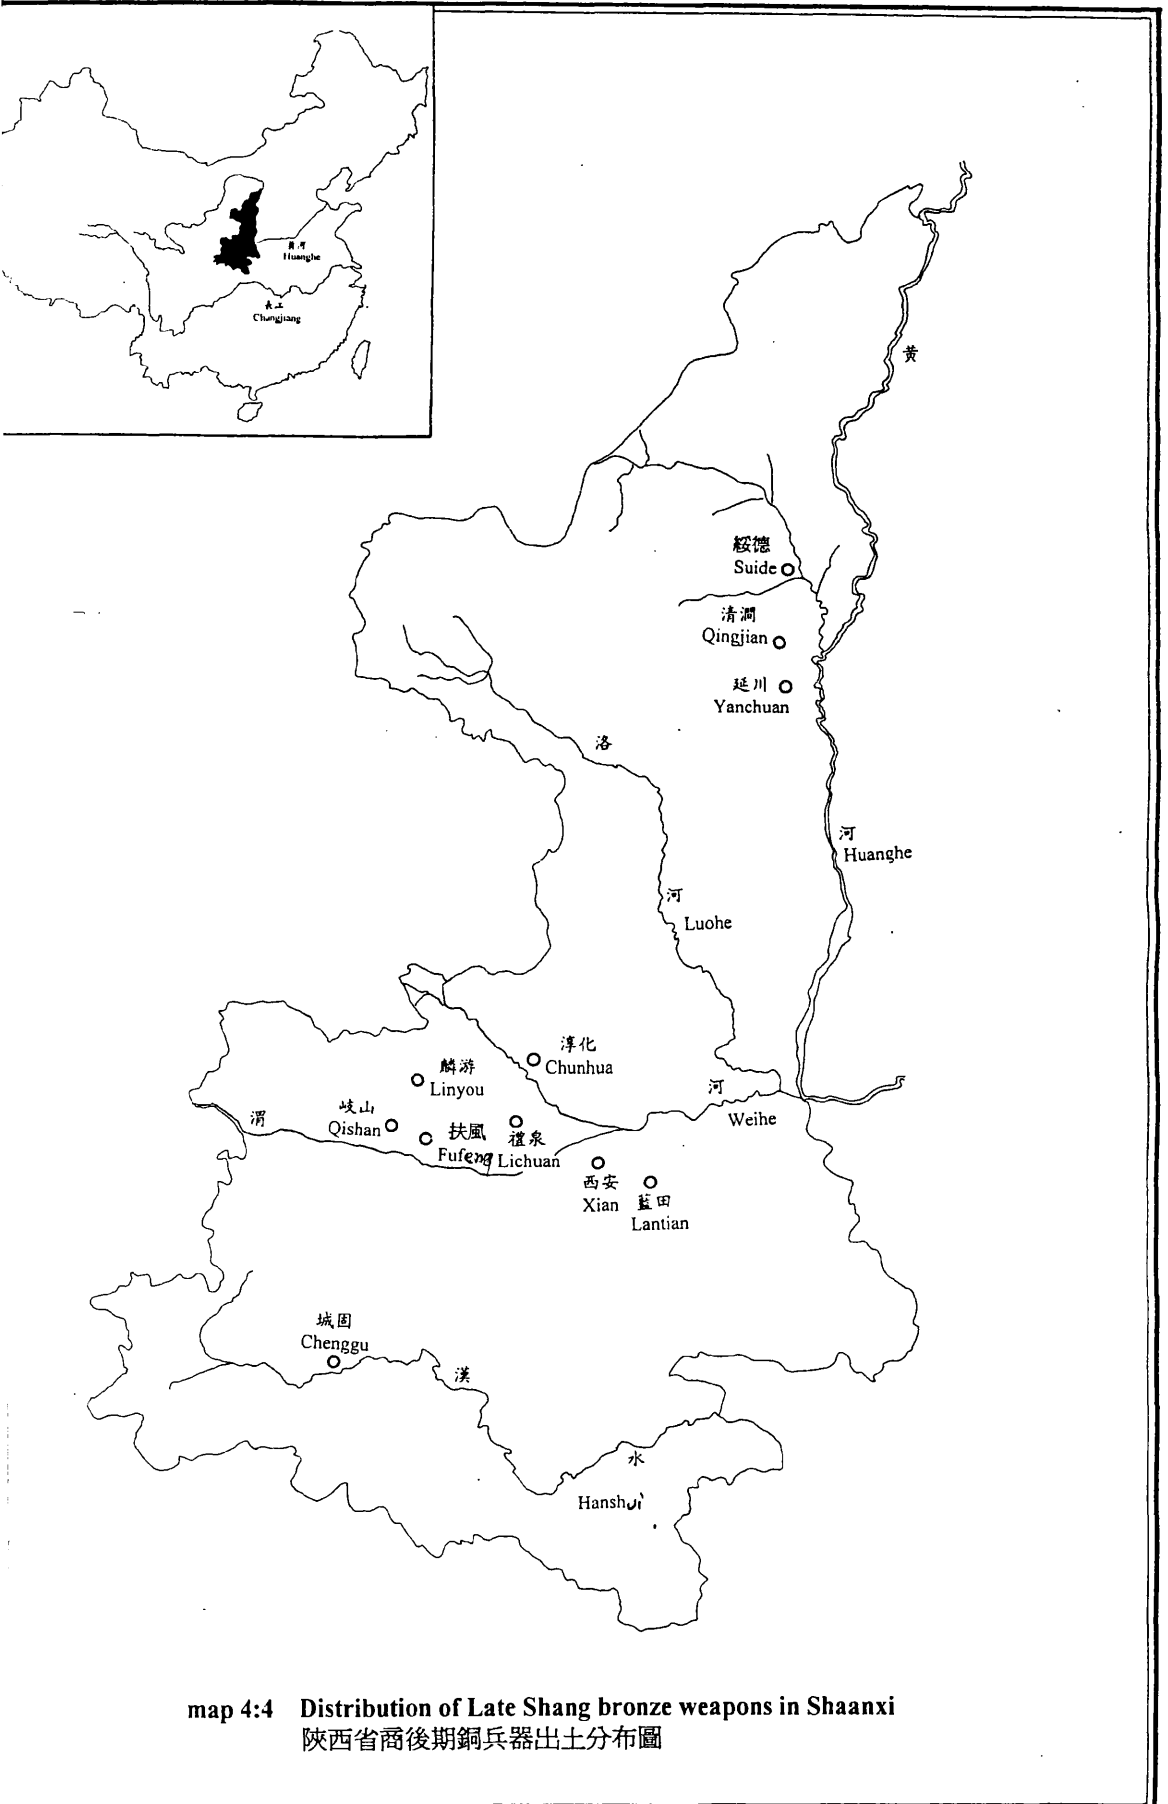 黄河
Huanghe
長江
Changjiang
黄
綏德
Suide
清澗
Qingjian
延川
Yanchuan
洛
河
Huanghe
河
Luohe
淳化
Chunhua
麟游
Linyou
河
Weihe
岐山
Qishan
渭
扶風
Fufeng
禮泉
Lichuan
西安
Xian
藍田
Lantian
城固
Chenggu
漢
水
Hanshui
map 4:4 Distribution of Late Shang bronze weapons in Shaanxi
陝西省商後期銅兵器出土分布圖